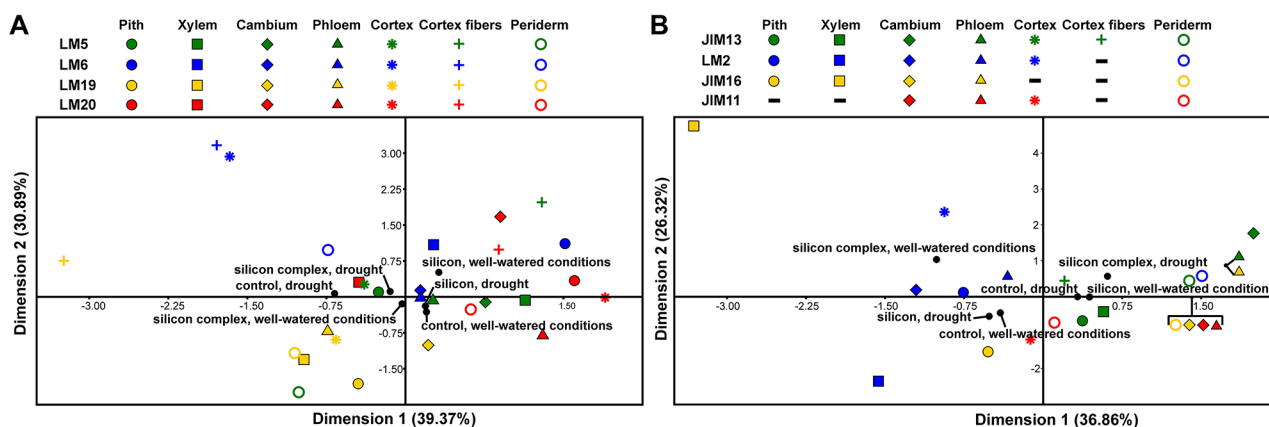 A
Pith Xylem Cambium Phloem Cortex Cortex fibers Periderm
LM5
LM6
LM19
LM20
Dimension 2 (30.89%)
3.00
2.25
1.50
0.75
-0.75
-1.50
-3.00 -2.25 -1.50 -0.75 1.50
silicon, well-watered conditions
silicon complex, drought
control, drought
silicon, drought
silicon complex, well-watered conditions
control, well-watered conditions
Dimension 1 (39.37%)
B
Pith Xylem Cambium Phloem Cortex Cortex fibers Periderm
JIM13
LM2
JIM16
JIM11
Dimension 2 (26.32%)
4
2
-2
-3.00 -2.25 -1.50 -0.75 0.75 1.50
silicon complex, well-watered conditions
silicon complex, drought
control, drought
silicon, well-watered conditions
silicon, drought
control, well-watered conditions
Dimension 1 (36.86%)